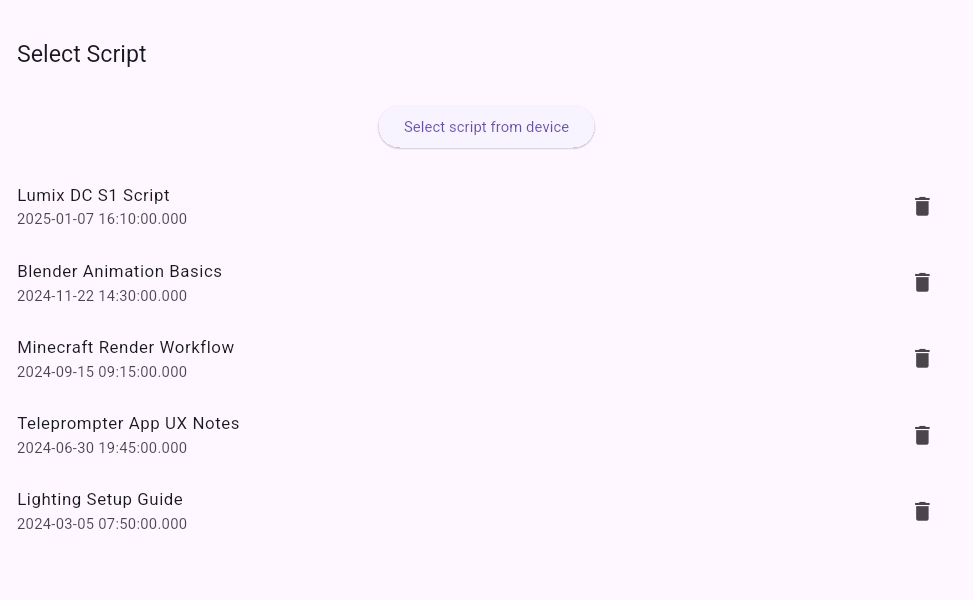 Select Script
Select script from device
Lumix DC S1 Script
2025-01-07 16:10:00.000
Blender Animation Basics
2024-11-22 14:30:00.000
Minecraft Render Workflow
2024-09-15 09:15:00.000
Teleprompter App UX Notes
2024-06-30 19:45:00.000
Lighting Setup Guide
2024-03-05 07:50:00.000